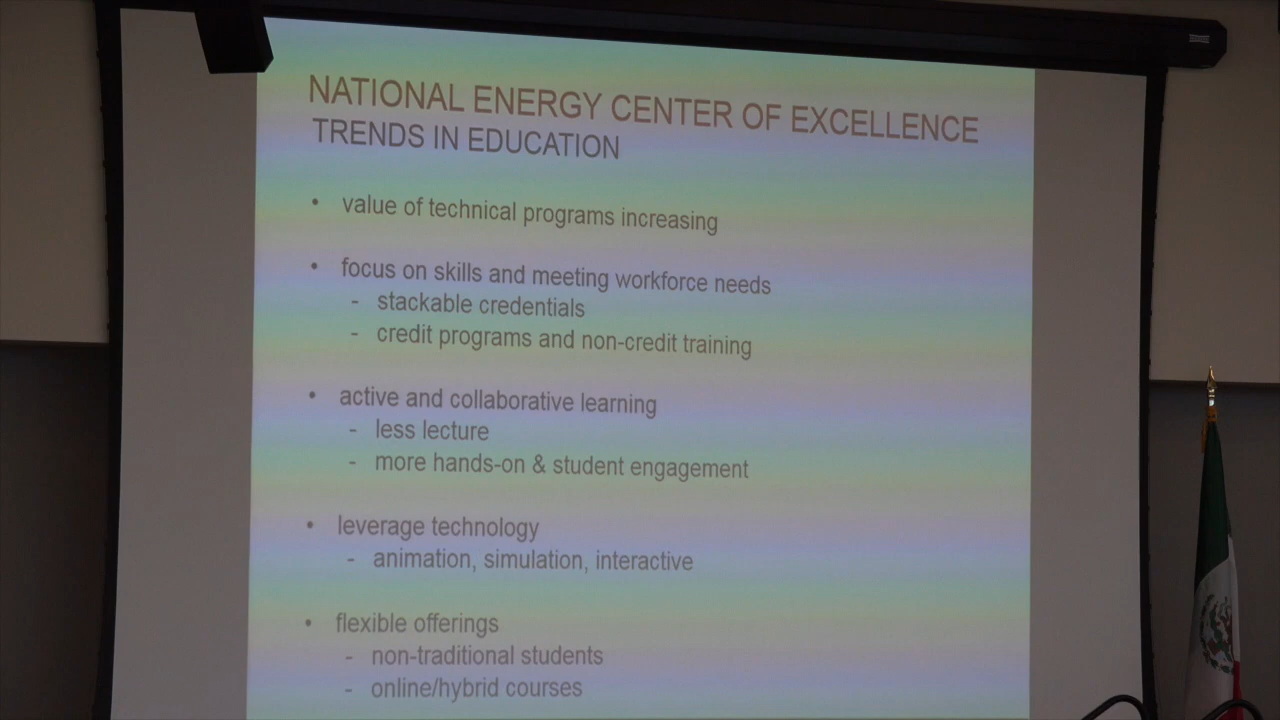 NATIONAL ENERGY CENTER OF EXCELLENCE
TRENDS IN EDUCATION
• value of technical programs increasing
• focus on skills and meeting workforce needs
- stackable credentials
- credit programs and non-credit training
• active and collaborative learning
- less lecture
- more hands-on & student engagement
• leverage technology
- animation, simulation, interactive
• flexible offerings
- non-traditional students
- online/hybrid courses